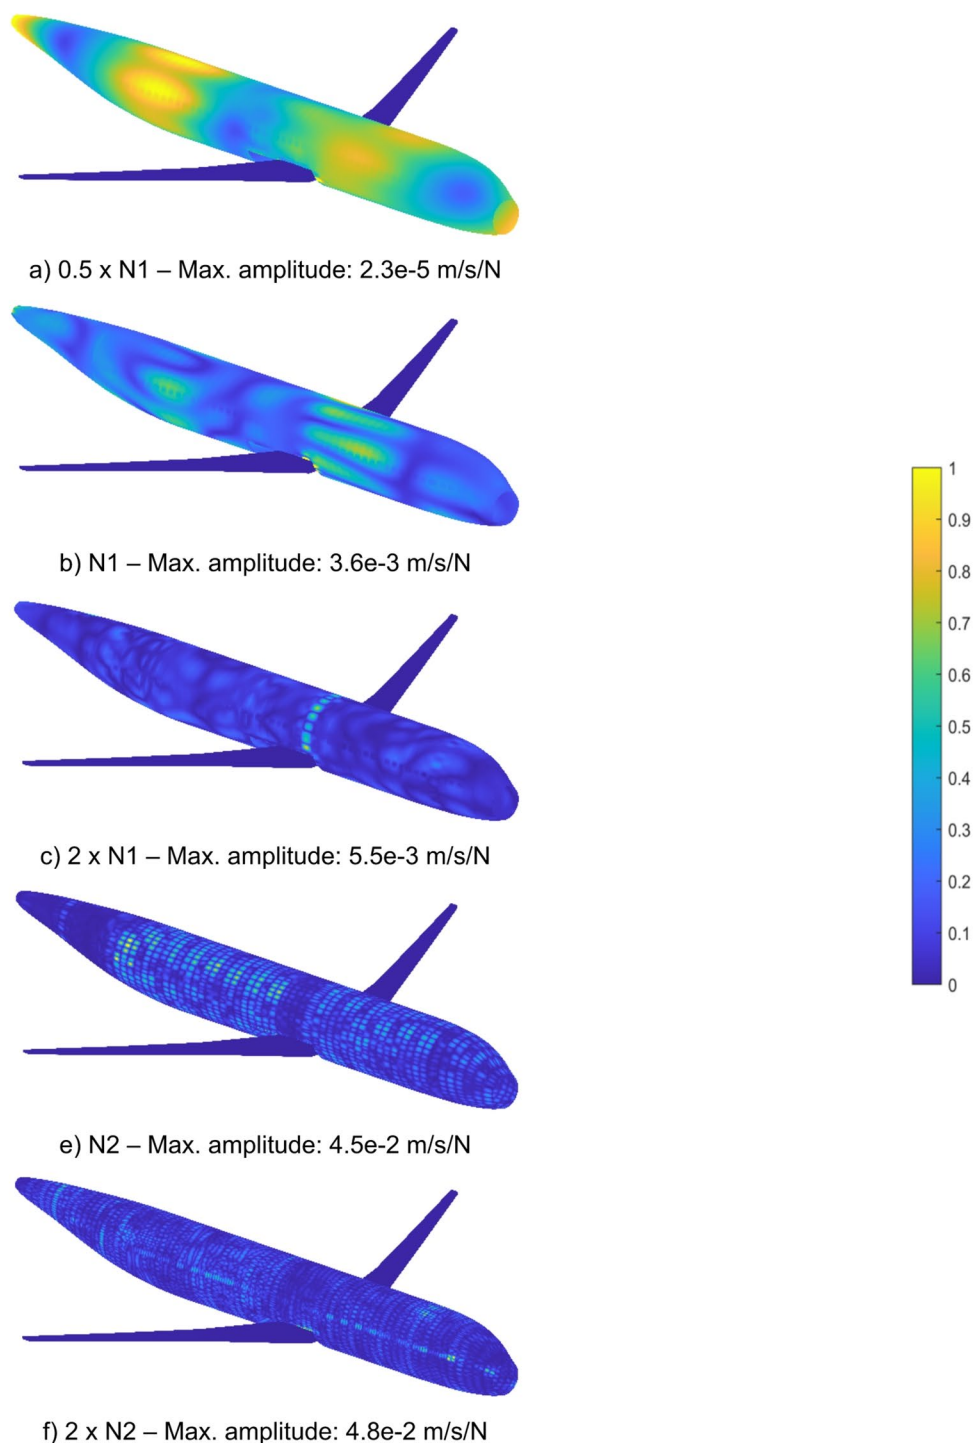 a) 0.5 x N1 – Max. amplitude: 2.3e-5 m/s/N
b) N1 – Max. amplitude: 3.6e-3 m/s/N
c) 2 x N1 – Max. amplitude: 5.5e-3 m/s/N
e) N2 – Max. amplitude: 4.5e-2 m/s/N
f) 2 x N2 – Max. amplitude: 4.8e-2 m/s/N
1
0.9
0.8
0.7
0.6
0.5
0.4
0.3
0.2
0.1
0